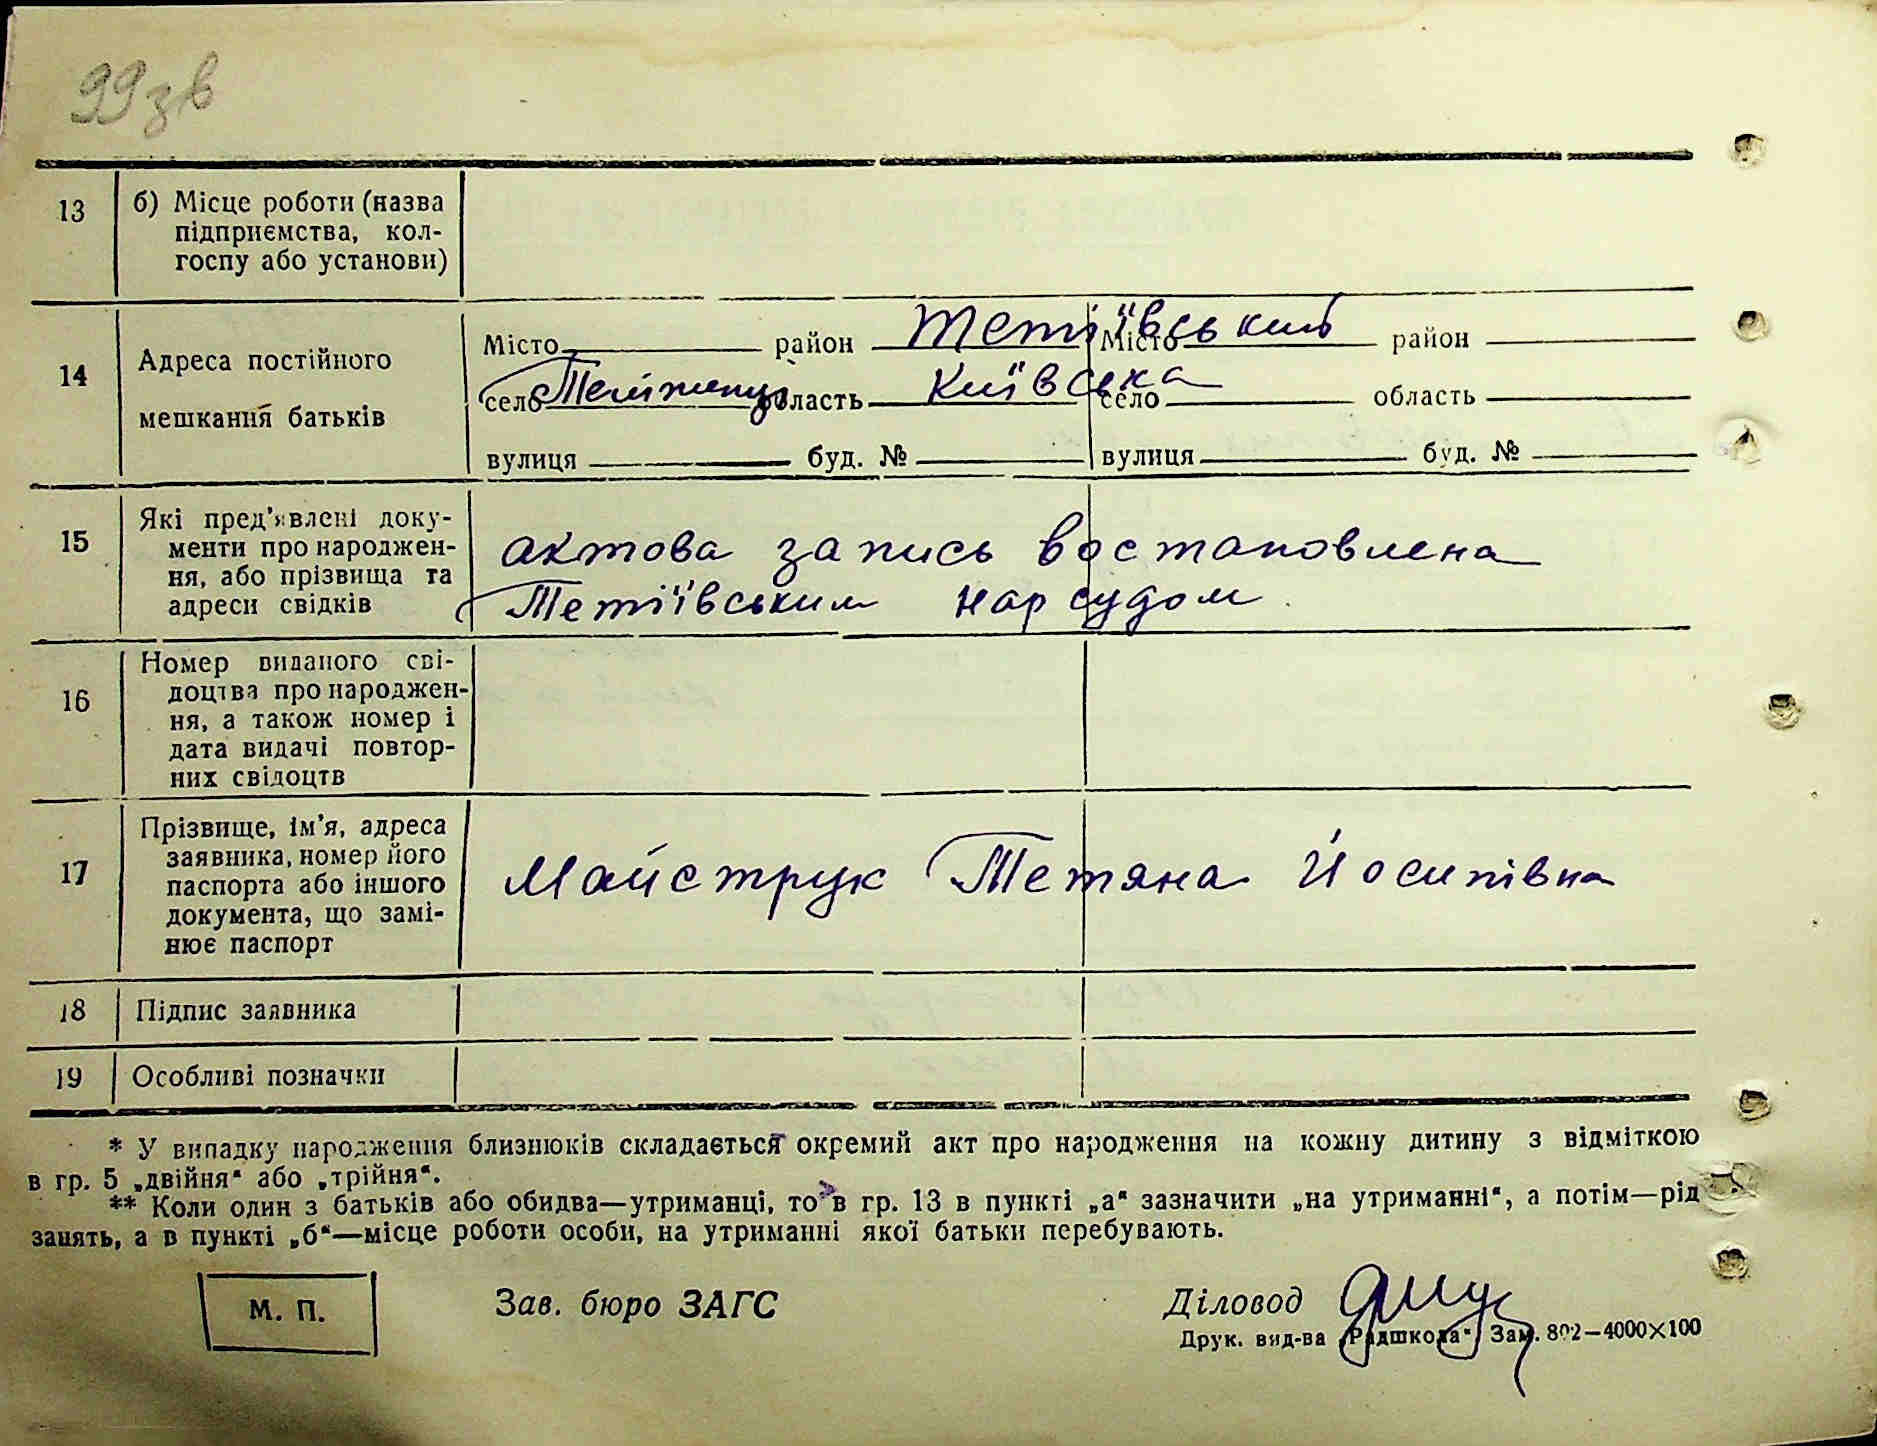 99зв
13 б) Місце роботи (назва
підприємства, кол-
госпу або установи)
14 Адреса постійного
мешкання батьків
Місто район Тетіївський Місто район
село область Київська село область
вулиця буд. № вулиця буд. №
15 Які пред'явлені доку-
менти про народжен-
ня, або прізвища та
адреси свідків
актова запись востановлена
Тетіївським нарсудом
16 Номер виданого сві-
доцтва про народжен-
ня, а також номер і
дата видачі повтор-
них свідоцтв
17 Прізвище, ім'я, адреса
заявника, номер його
паспорта або іншого
документа, що замі-
нює паспорт
Майструк Тетяна Йосипівна
18 Підпис заявника
19 Особливі позначки
* У випадку народження близнюків складається окремий акт про народження на кожну дитину з відміткою
в гр. 5 „двійня“ або „трійня“.
** Коли один з батьків або обидва—утриманці, то в гр. 13 в пункті „а“ зазначити „на утриманні“, а потім—рід
занять, а в пункті „б“—місце роботи особи, на утриманні якої батьки перебувають.
М. П. Зав. бюро ЗАГС Діловод
Друк. вид-ва „Радшкола“. Зам. 802—4000×100